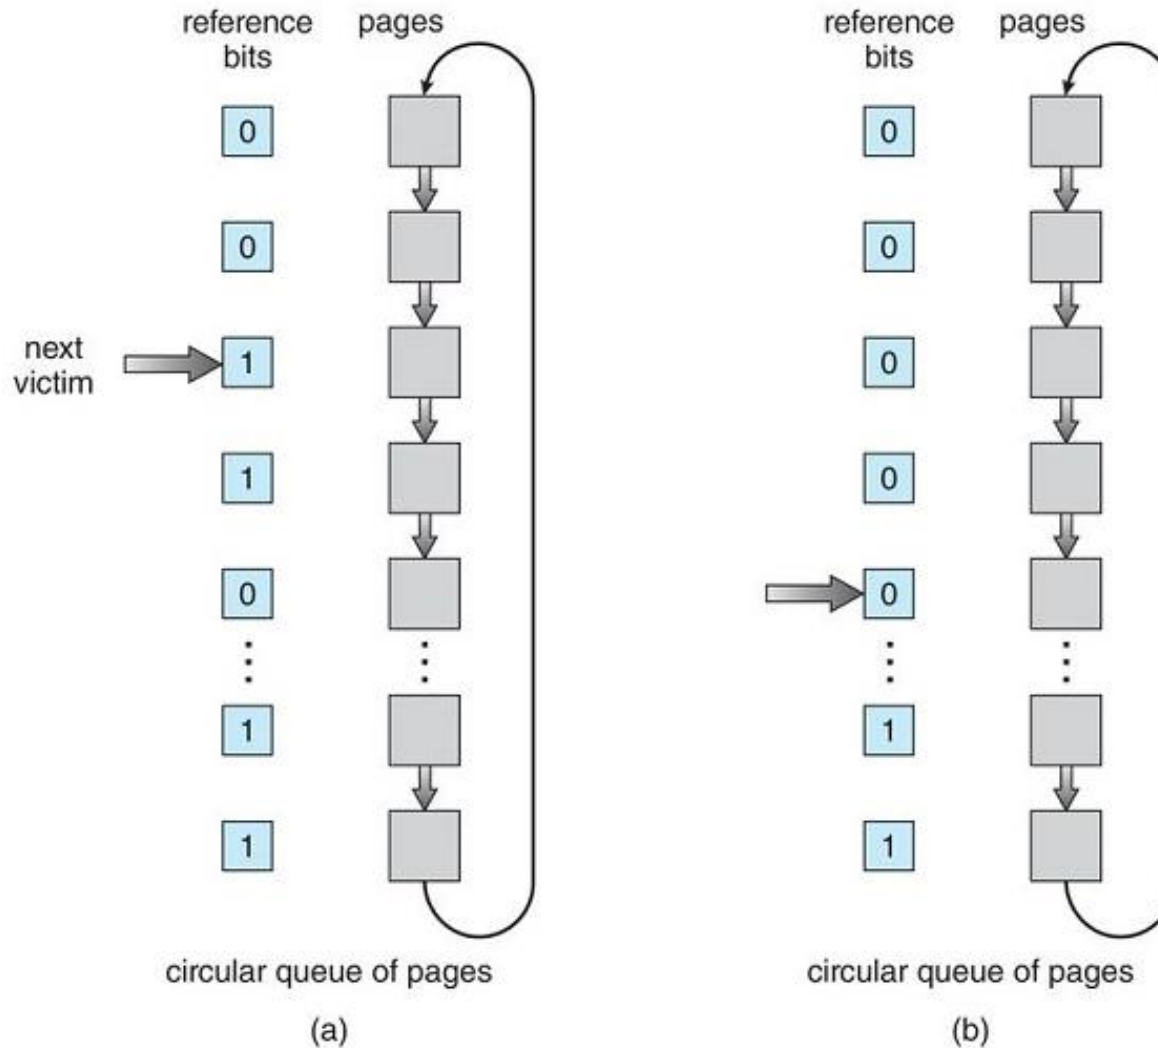 reference
bits
pages
0
0
next
victim
1
1
0
1
1
circular queue of pages
(a)
reference
bits
pages
0
0
0
0
0
1
1
circular queue of pages
(b)